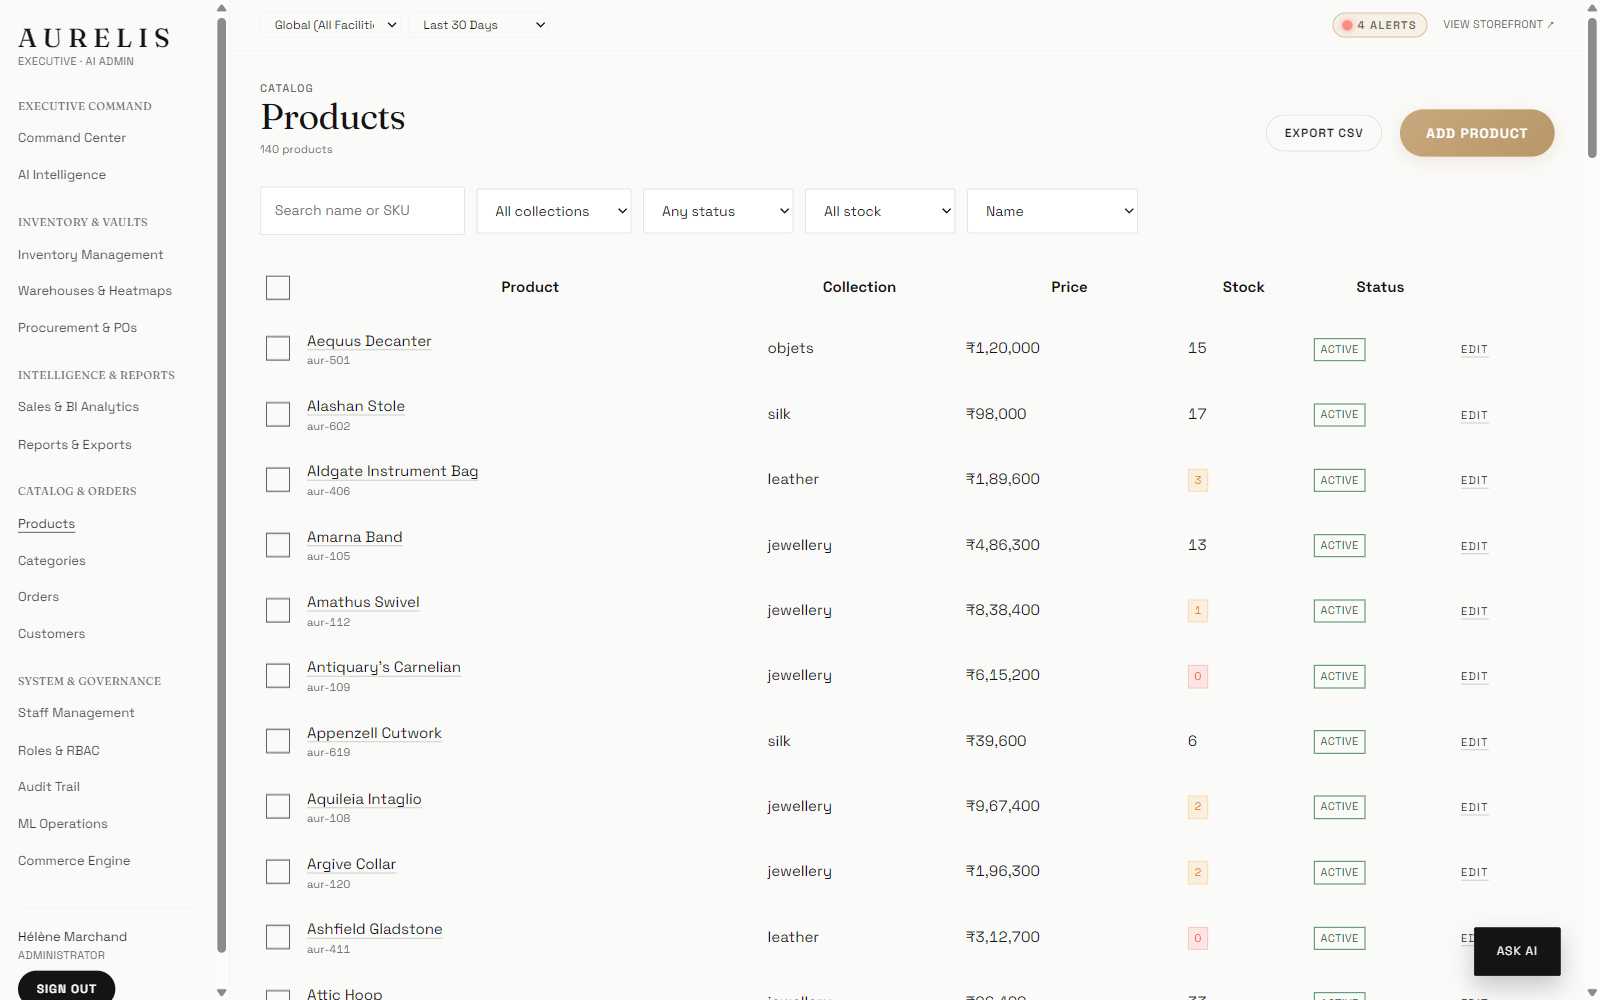 AURELIS
EXECUTIVE · AI ADMIN
EXECUTIVE COMMAND
Command Center
AI Intelligence
INVENTORY & VAULTS
Inventory Management
Warehouses & Heatmaps
Procurement & POs
INTELLIGENCE & REPORTS
Sales & BI Analytics
Reports & Exports
CATALOG & ORDERS
Products
Categories
Orders
Customers
SYSTEM & GOVERNANCE
Staff Management
Roles & RBAC
Audit Trail
ML Operations
Commerce Engine
Hélène Marchand
ADMINISTRATOR
SIGN OUT
Global (All Faciliti Last 30 Days 4 ALERTS VIEW STOREFRONT ↗
CATALOG
Products
140 products
EXPORT CSV ADD PRODUCT
Search name or SKU All collections Any status All stock Name
Product Collection Price Stock Status
Aequus Decanter objets ₹1,20,000 15 ACTIVE EDIT
aur-501
Alashan Stole silk ₹98,000 17 ACTIVE EDIT
aur-602
Aldgate Instrument Bag leather ₹1,89,600 3 ACTIVE EDIT
aur-406
Amarna Band jewellery ₹4,86,300 13 ACTIVE EDIT
aur-105
Amathus Swivel jewellery ₹8,38,400 1 ACTIVE EDIT
aur-112
Antiquary's Carnelian jewellery ₹6,15,200 0 ACTIVE EDIT
aur-109
Appenzell Cutwork silk ₹39,600 6 ACTIVE EDIT
aur-619
Aquileia Intaglio jewellery ₹9,67,400 2 ACTIVE EDIT
aur-108
Argive Collar jewellery ₹1,96,300 2 ACTIVE EDIT
aur-120
Ashfield Gladstone leather ₹3,12,700 0 ACTIVE
aur-411
ASK AI
Attic Hoop